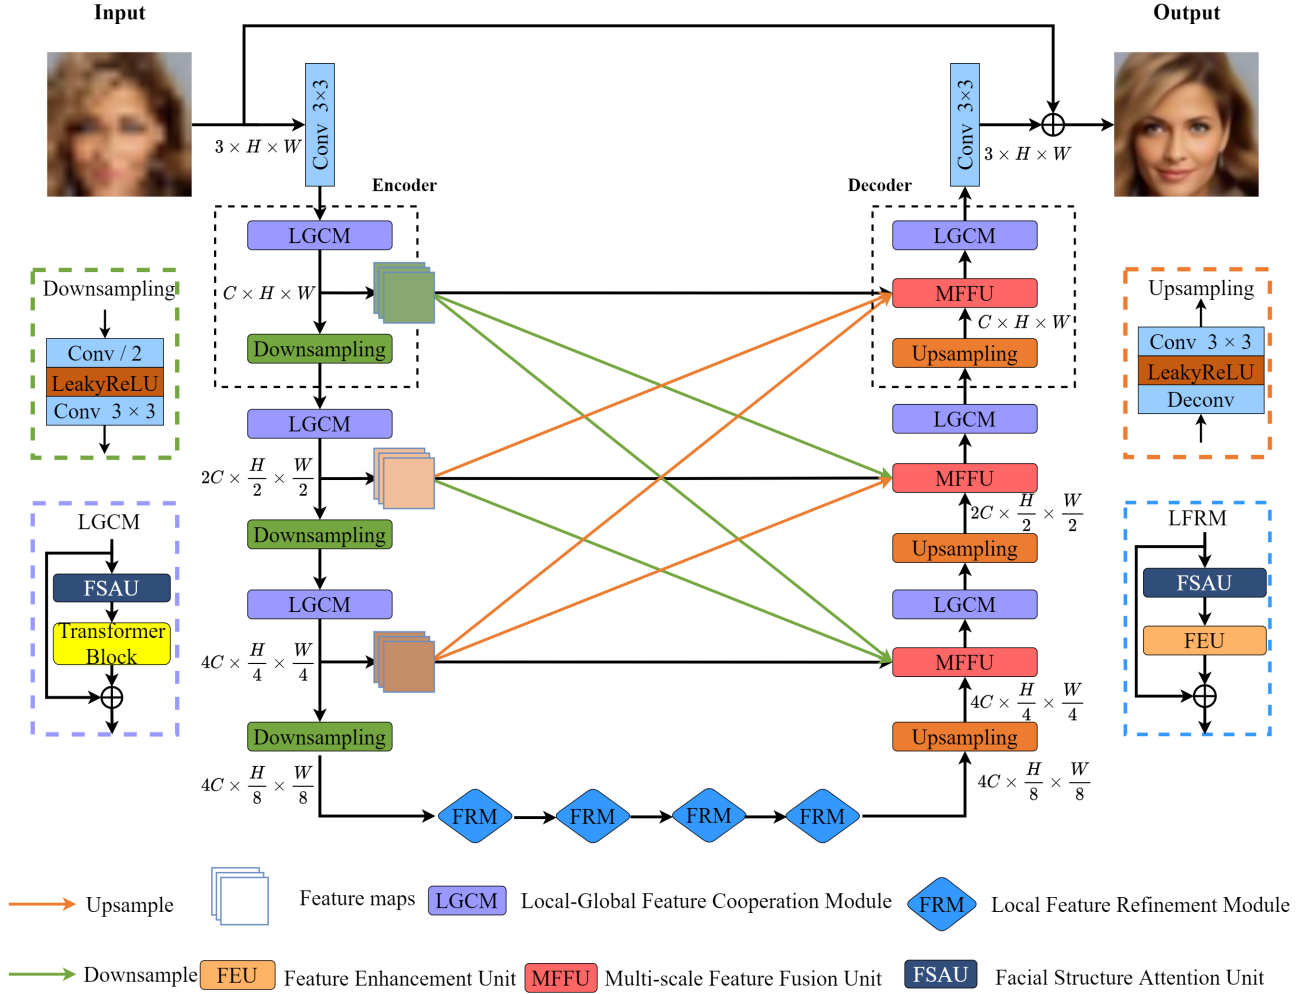 Input
Output
3 × H × W
Conv 3×3
Conv 3×3
3 × H × W
Encoder
Decoder
LGCM
C × H × W
Downsampling
LGCM
2C × H/2 × W/2
Downsampling
LGCM
4C × H/4 × W/4
Downsampling
4C × H/8 × W/8
FRM
FRM
FRM
FRM
LGCM
MFFU
C × H × W
Upsampling
LGCM
MFFU
2C × H/2 × W/2
Upsampling
LGCM
MFFU
4C × H/4 × W/4
Upsampling
4C × H/8 × W/8
Downsampling
Conv / 2
LeakyReLU
Conv 3 × 3
LGCM
FSAU
Transformer
Block
Upsampling
Conv 3 × 3
LeakyReLU
Deconv
LFRM
FSAU
FEU
Upsample
Feature maps
LGCM
Local-Global Feature Cooperation Module
FRM
Local Feature Refinement Module
Downsample
FEU
Feature Enhancement Unit
MFFU
Multi-scale Feature Fusion Unit
FSAU
Facial Structure Attention Unit